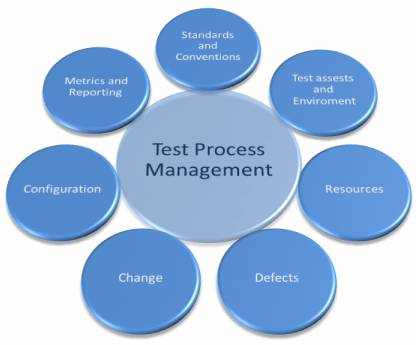 Standards
and
Conventions
Test assests
and
Enviroment
Resources
Defects
Change
Configuration
Metrics and
Reporting
Test Process
Management